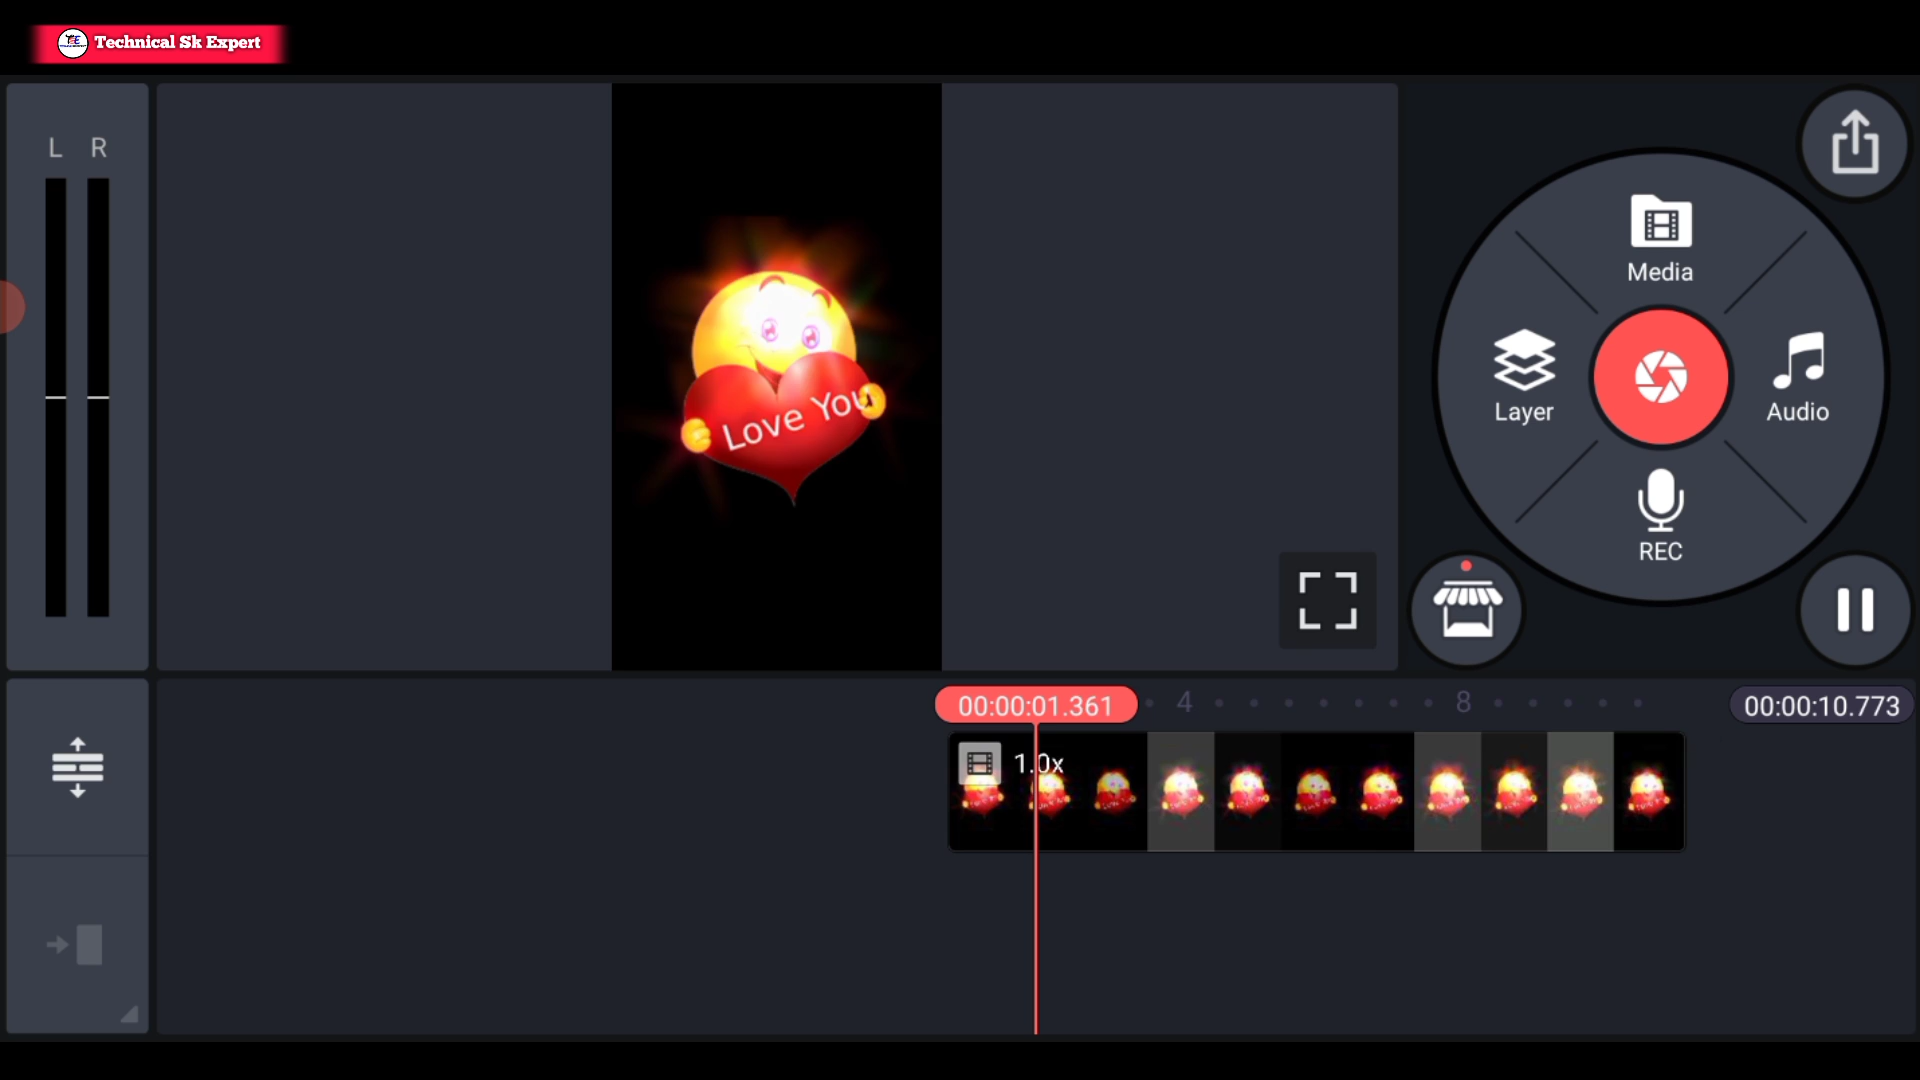 Technical Sk Expert
L R
Love You
Media
Layer
Audio
REC
00:00:01.361
4
8
00:00:10.773
1.0x